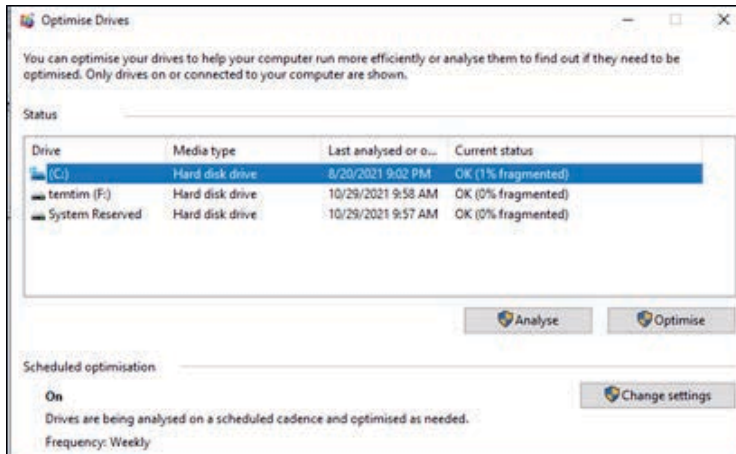 Optimise Drives
You can optimise your drives to help your computer run more efficiently or analyse them to find out if they need to be
optimised. Only drives on or connected to your computer are shown.
Status
Drive Media type Last analysed or o... Current status
(C:) Hard disk drive 8/20/2021 9:02 PM OK (1% fragmented)
temtim (F:) Hard disk drive 10/29/2021 9:58 AM OK (0% fragmented)
System Reserved Hard disk drive 10/29/2021 9:57 AM OK (0% fragmented)
Analyse Optimise
Scheduled optimisation
On Change settings
Drives are being analysed on a scheduled cadence and optimised as needed.
Frequency: Weekly